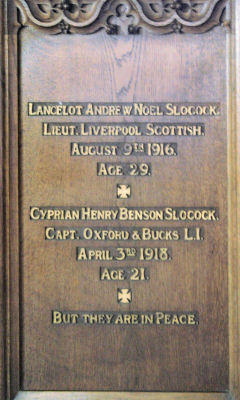 Lancelot Andrew Noel Slocock.
Lieut. Liverpool Scottish.
August 9th 1916.
Age 29.
Cyprian Henry Benson Slocock.
Capt. Oxford & Bucks L.I.
April 3rd 1918.
Age 21.
But they are in Peace.